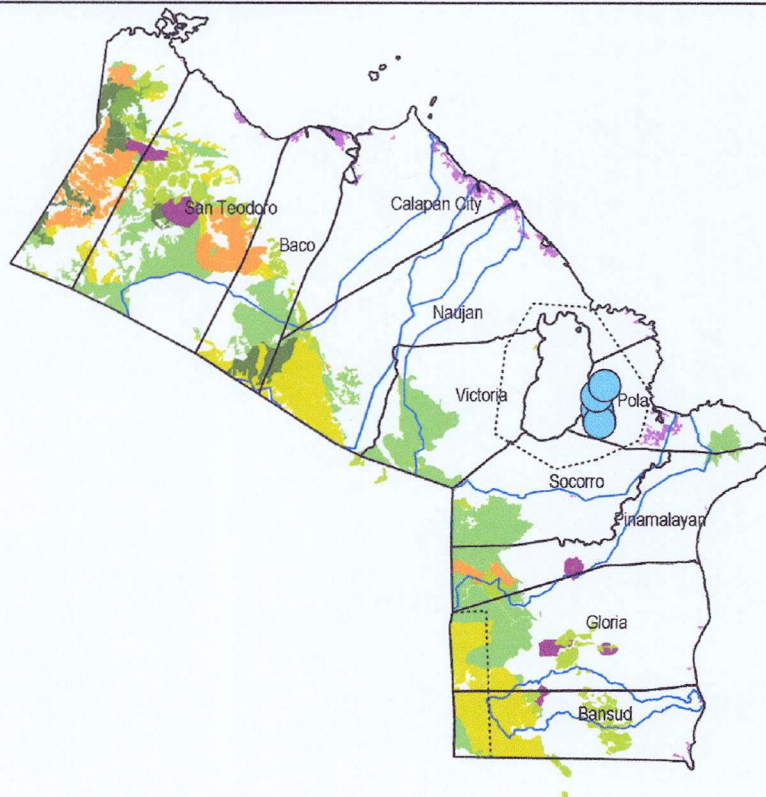 San Teodoro
Calapan City
Baco
Naujan
Victoria
Pola
Socorro
Pinamalayan
Gloria
Bansud